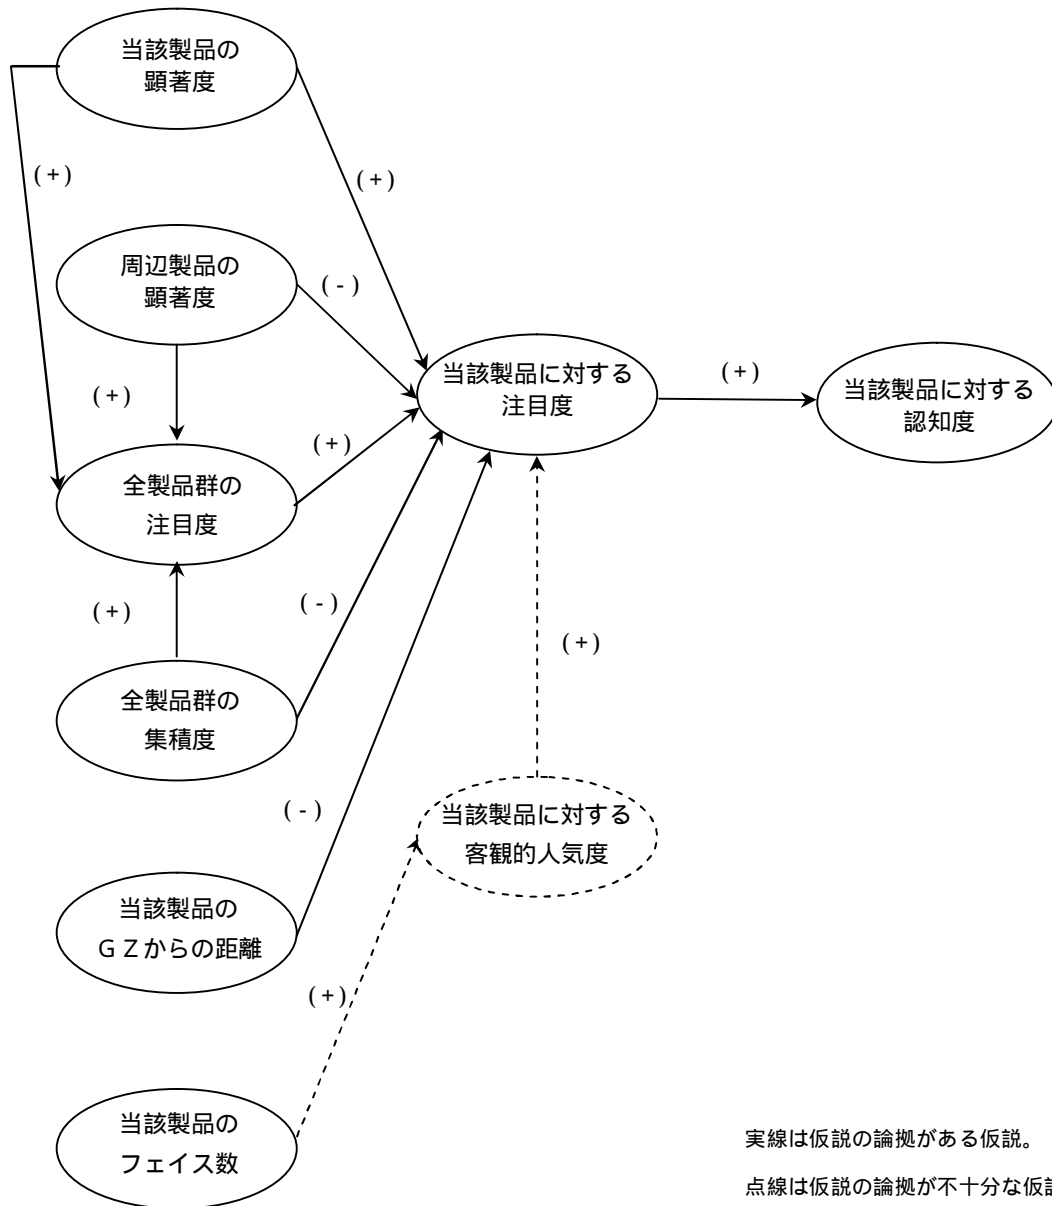 当該製品の
顕著度
(+)
(+)
周辺製品の
顕著度
(-)
(+)
当該製品に対する
注目度
(+)
当該製品に対する
認知度
(+)
全製品群の
注目度
(+)
(-)
(+)
全製品群の
集積度
(-)
当該製品に対する
客観的人気度
当該製品の
ＧＺからの距離
(+)
当該製品の
フェイス数
実線は仮説の論拠がある仮説。
点線は仮説の論拠が不十分な仮